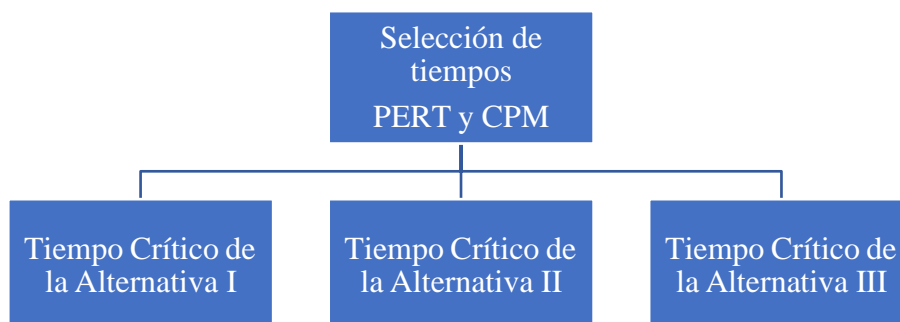 Selección de
tiempos
PERT y CPM
Tiempo Crítico de
la Alternativa I
Tiempo Crítico de
la Alternativa II
Tiempo Crítico de
la Alternativa III